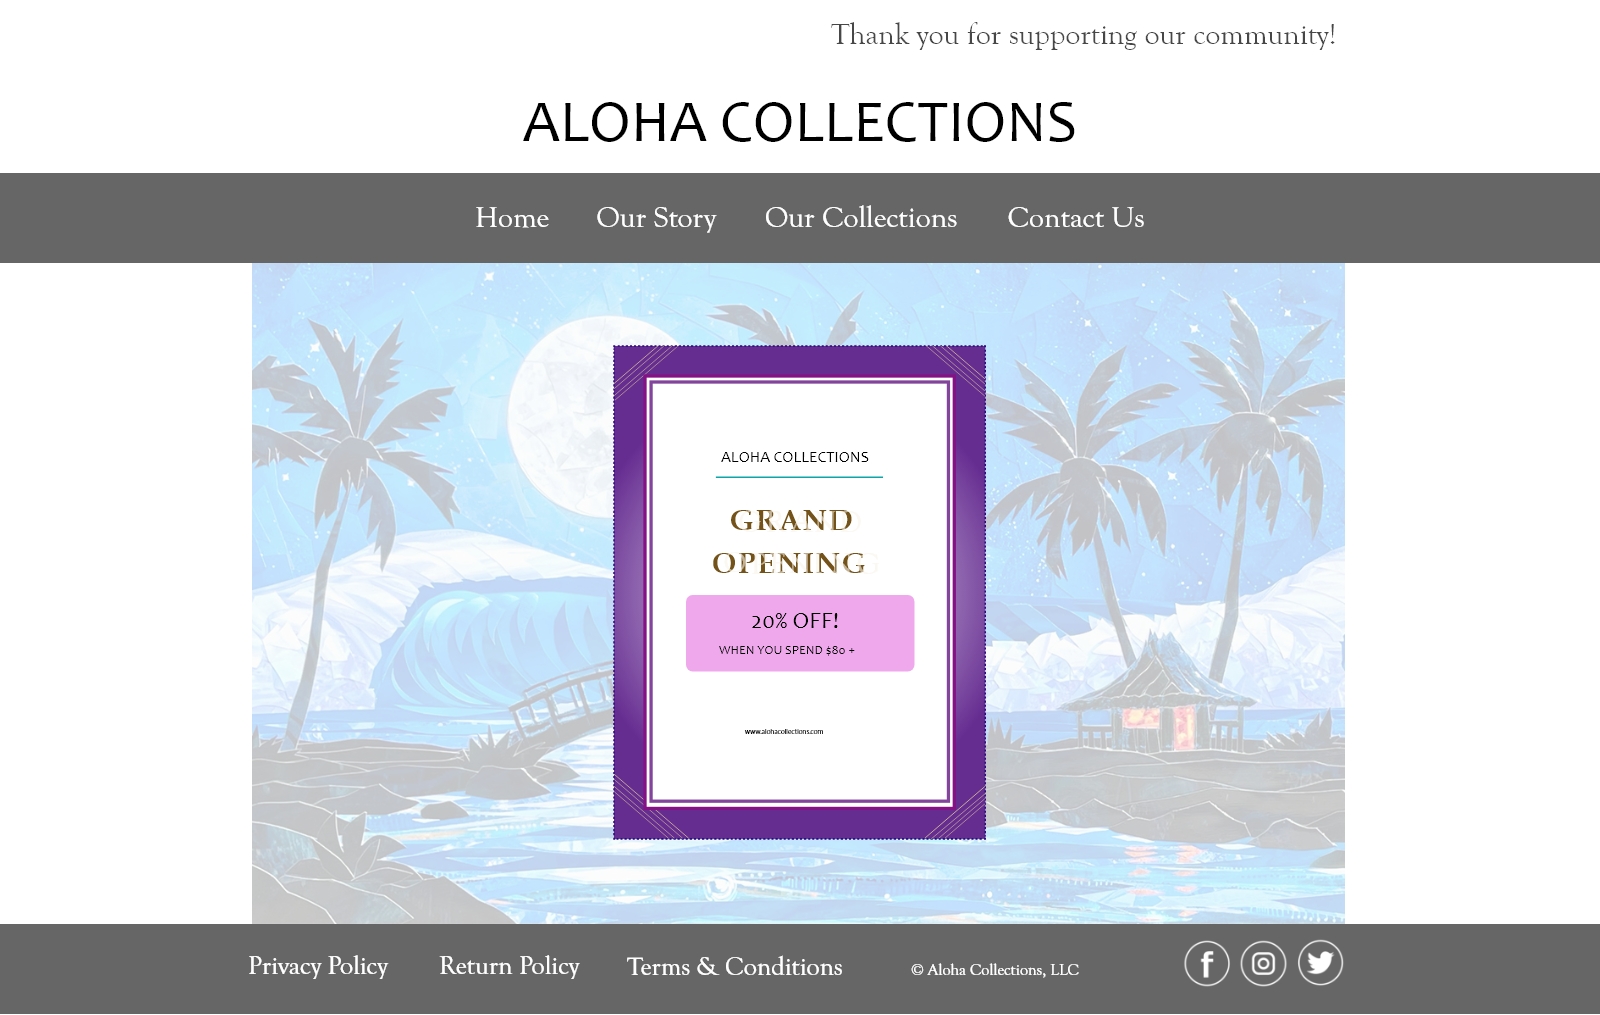 Thank you for supporting our community!
ALOHA COLLECTIONS
Home Our Story Our Collections Contact Us
ALOHA COLLECTIONS
GRAND
OPENING
20% OFF!
WHEN YOU SPEND $80 +
www.alohacollections.com
Privacy Policy Return Policy Terms & Conditions © Aloha Collections, LLC